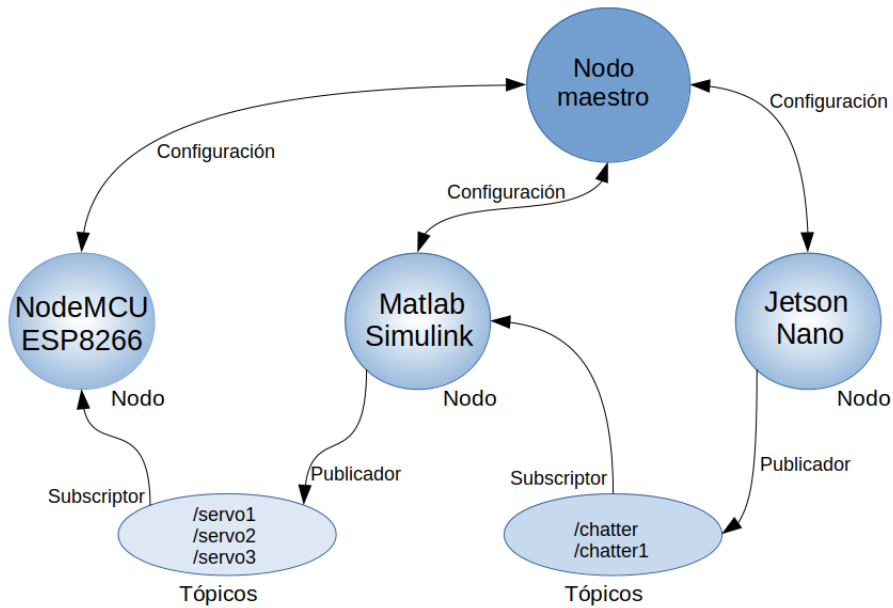 Nodo
maestro
Configuración
Configuración
Configuración
NodeMCU
ESP8266
Nodo
Matlab
Simulink
Nodo
Jetson
Nano
Nodo
Subscriptor
Publicador
Subscriptor
Publicador
/servo1
/servo2
/servo3
Tópicos
/chatter
/chatter1
Tópicos